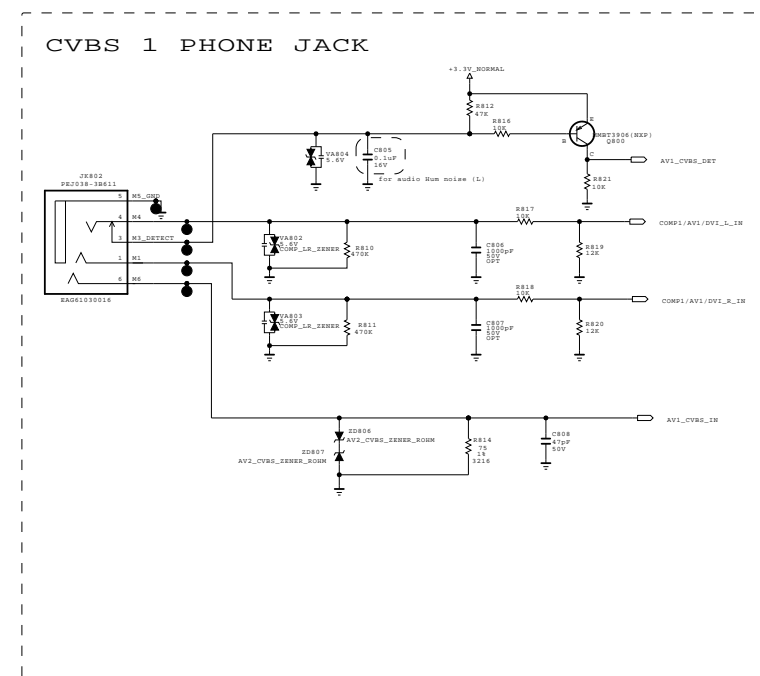 CVBS 1 PHONE JACK
+3.3V_NORMAL
R812
47K
R816
10K
E
B
MMBT3906(NXP)
Q800
C
AV1_CVBS_DET
R821
10K
VA804
5.6V
C805
0.1uF
16V
for audio Hum noise (L)
JK802
PEJ038-3B611
5 M5_GND
4 M4
3 M3_DETECT
1 M1
6 M6
EAG61030016
R817
10K
COMP1/AV1/DVI_L_IN
VA802
5.6V
COMP_LR_ZENER
R810
470K
C806
1000pF
50V
OPT
R819
12K
R818
10K
COMP1/AV1/DVI_R_IN
VA803
5.6V
COMP_LR_ZENER
R811
470K
C807
1000pF
50V
OPT
R820
12K
AV1_CVBS_IN
ZD806
AV2_CVBS_ZENER_ROHM
ZD807
AV2_CVBS_ZENER_ROHM
R814
75
1%
3216
C808
47pF
50V